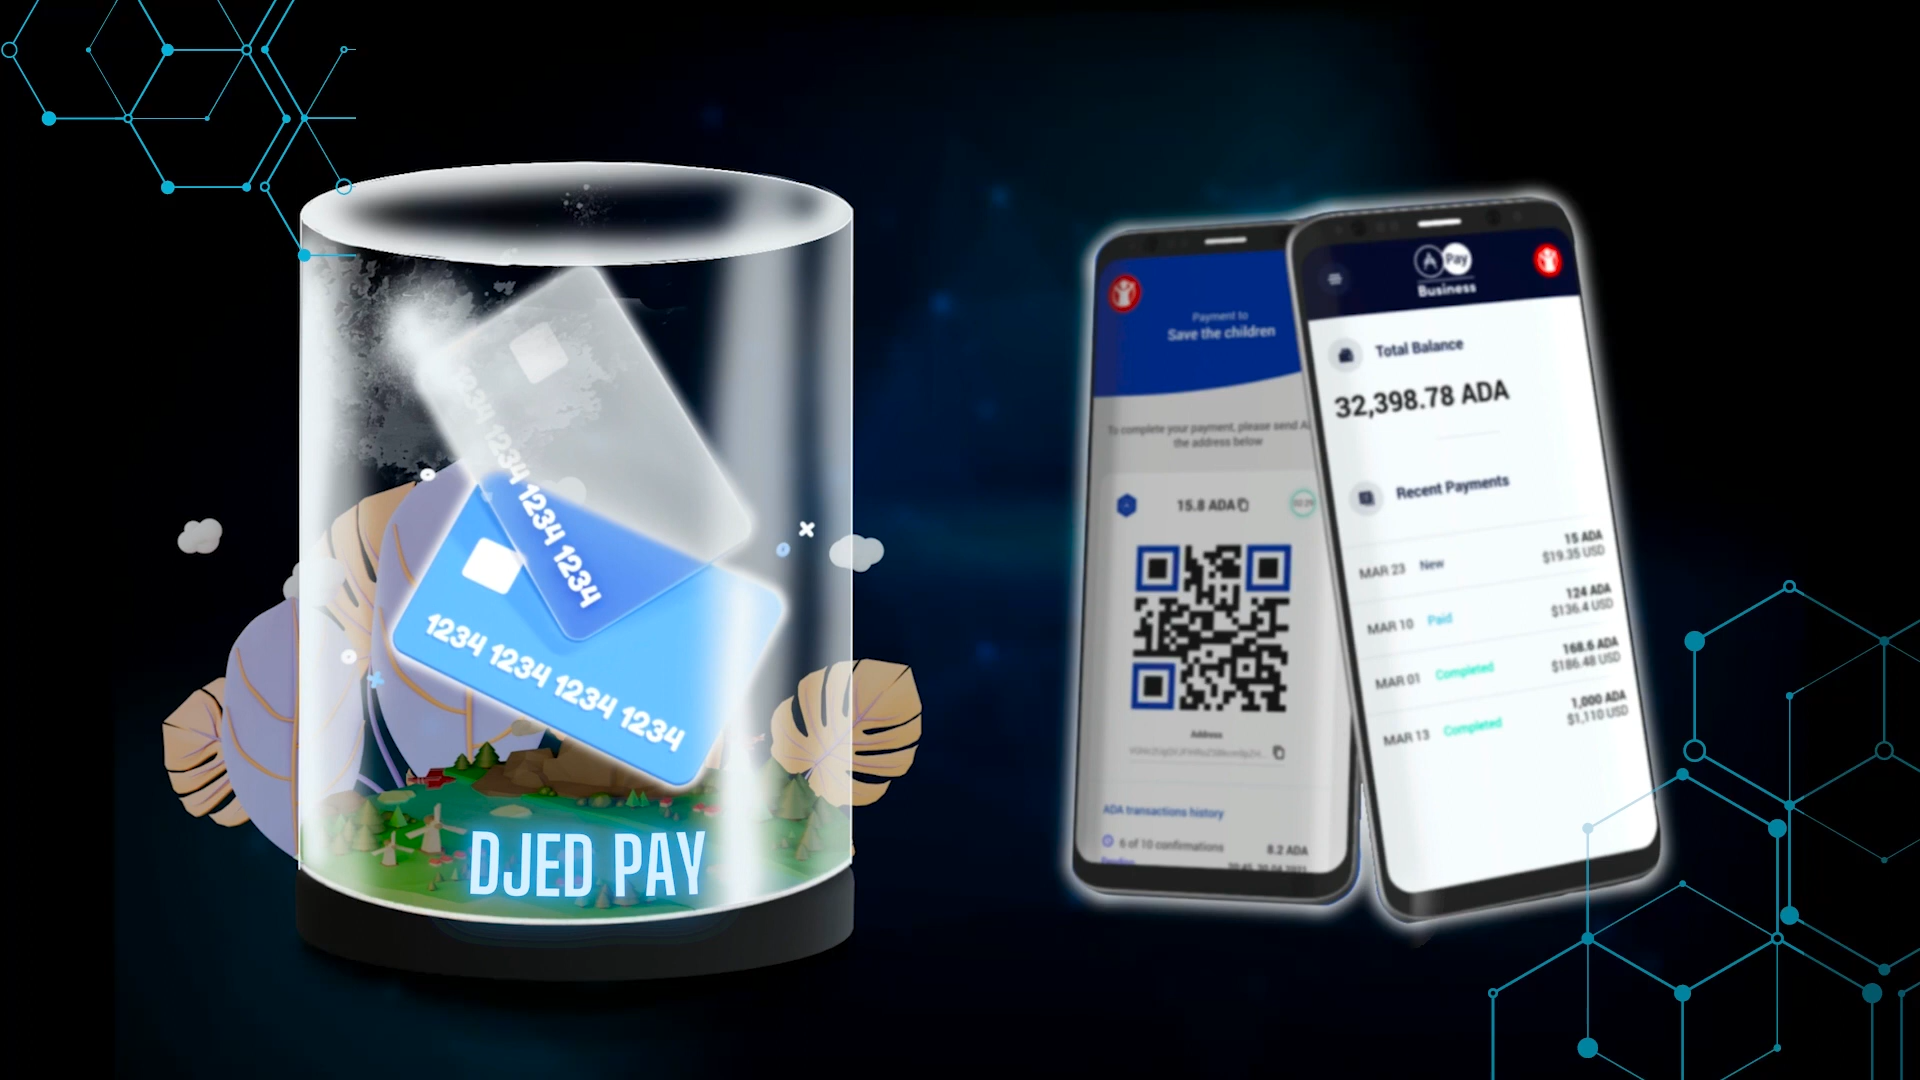 1234 1234 1234 1234
1234 1234 1234 1234
DJED PAY
Payment to
Save the children
To complete your payment, please send A
the address below
15.8 ADA
Address
ADA transactions history
6 of 10 confirmations
8.2 ADA
Pay
Business
Total Balance
32,398.78 ADA
Recent Payments
MAR 23 New 15 ADA
$19.35 USD
MAR 10 Paid 124 ADA
$136.4 USD
MAR 01 Completed 168.6 ADA
$186.48 USD
MAR 13 Completed 1,000 ADA
$1,110 USD